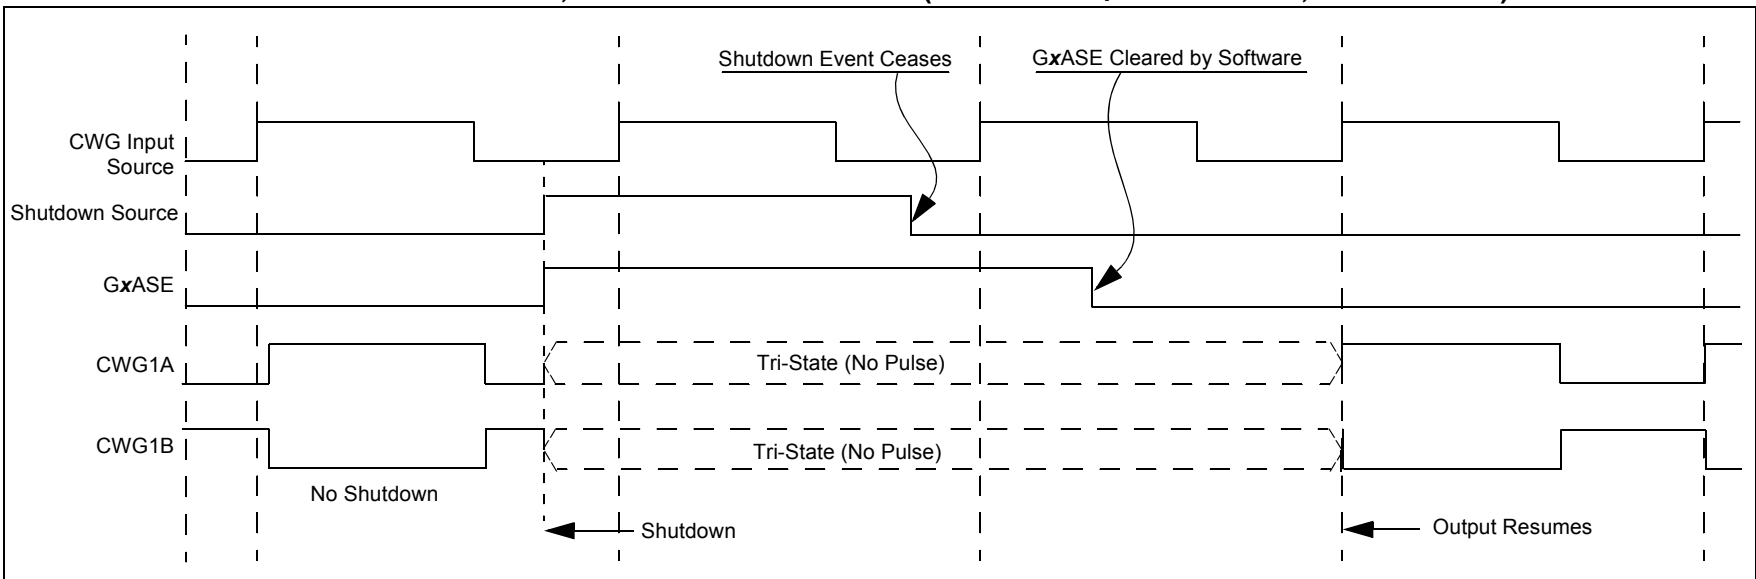 Shutdown Event Ceases
GxASE Cleared by Software
CWG Input
Source
Shutdown Source
GxASE
CWG1A
Tri-State (No Pulse)
CWG1B
Tri-State (No Pulse)
No Shutdown
Shutdown
Output Resumes